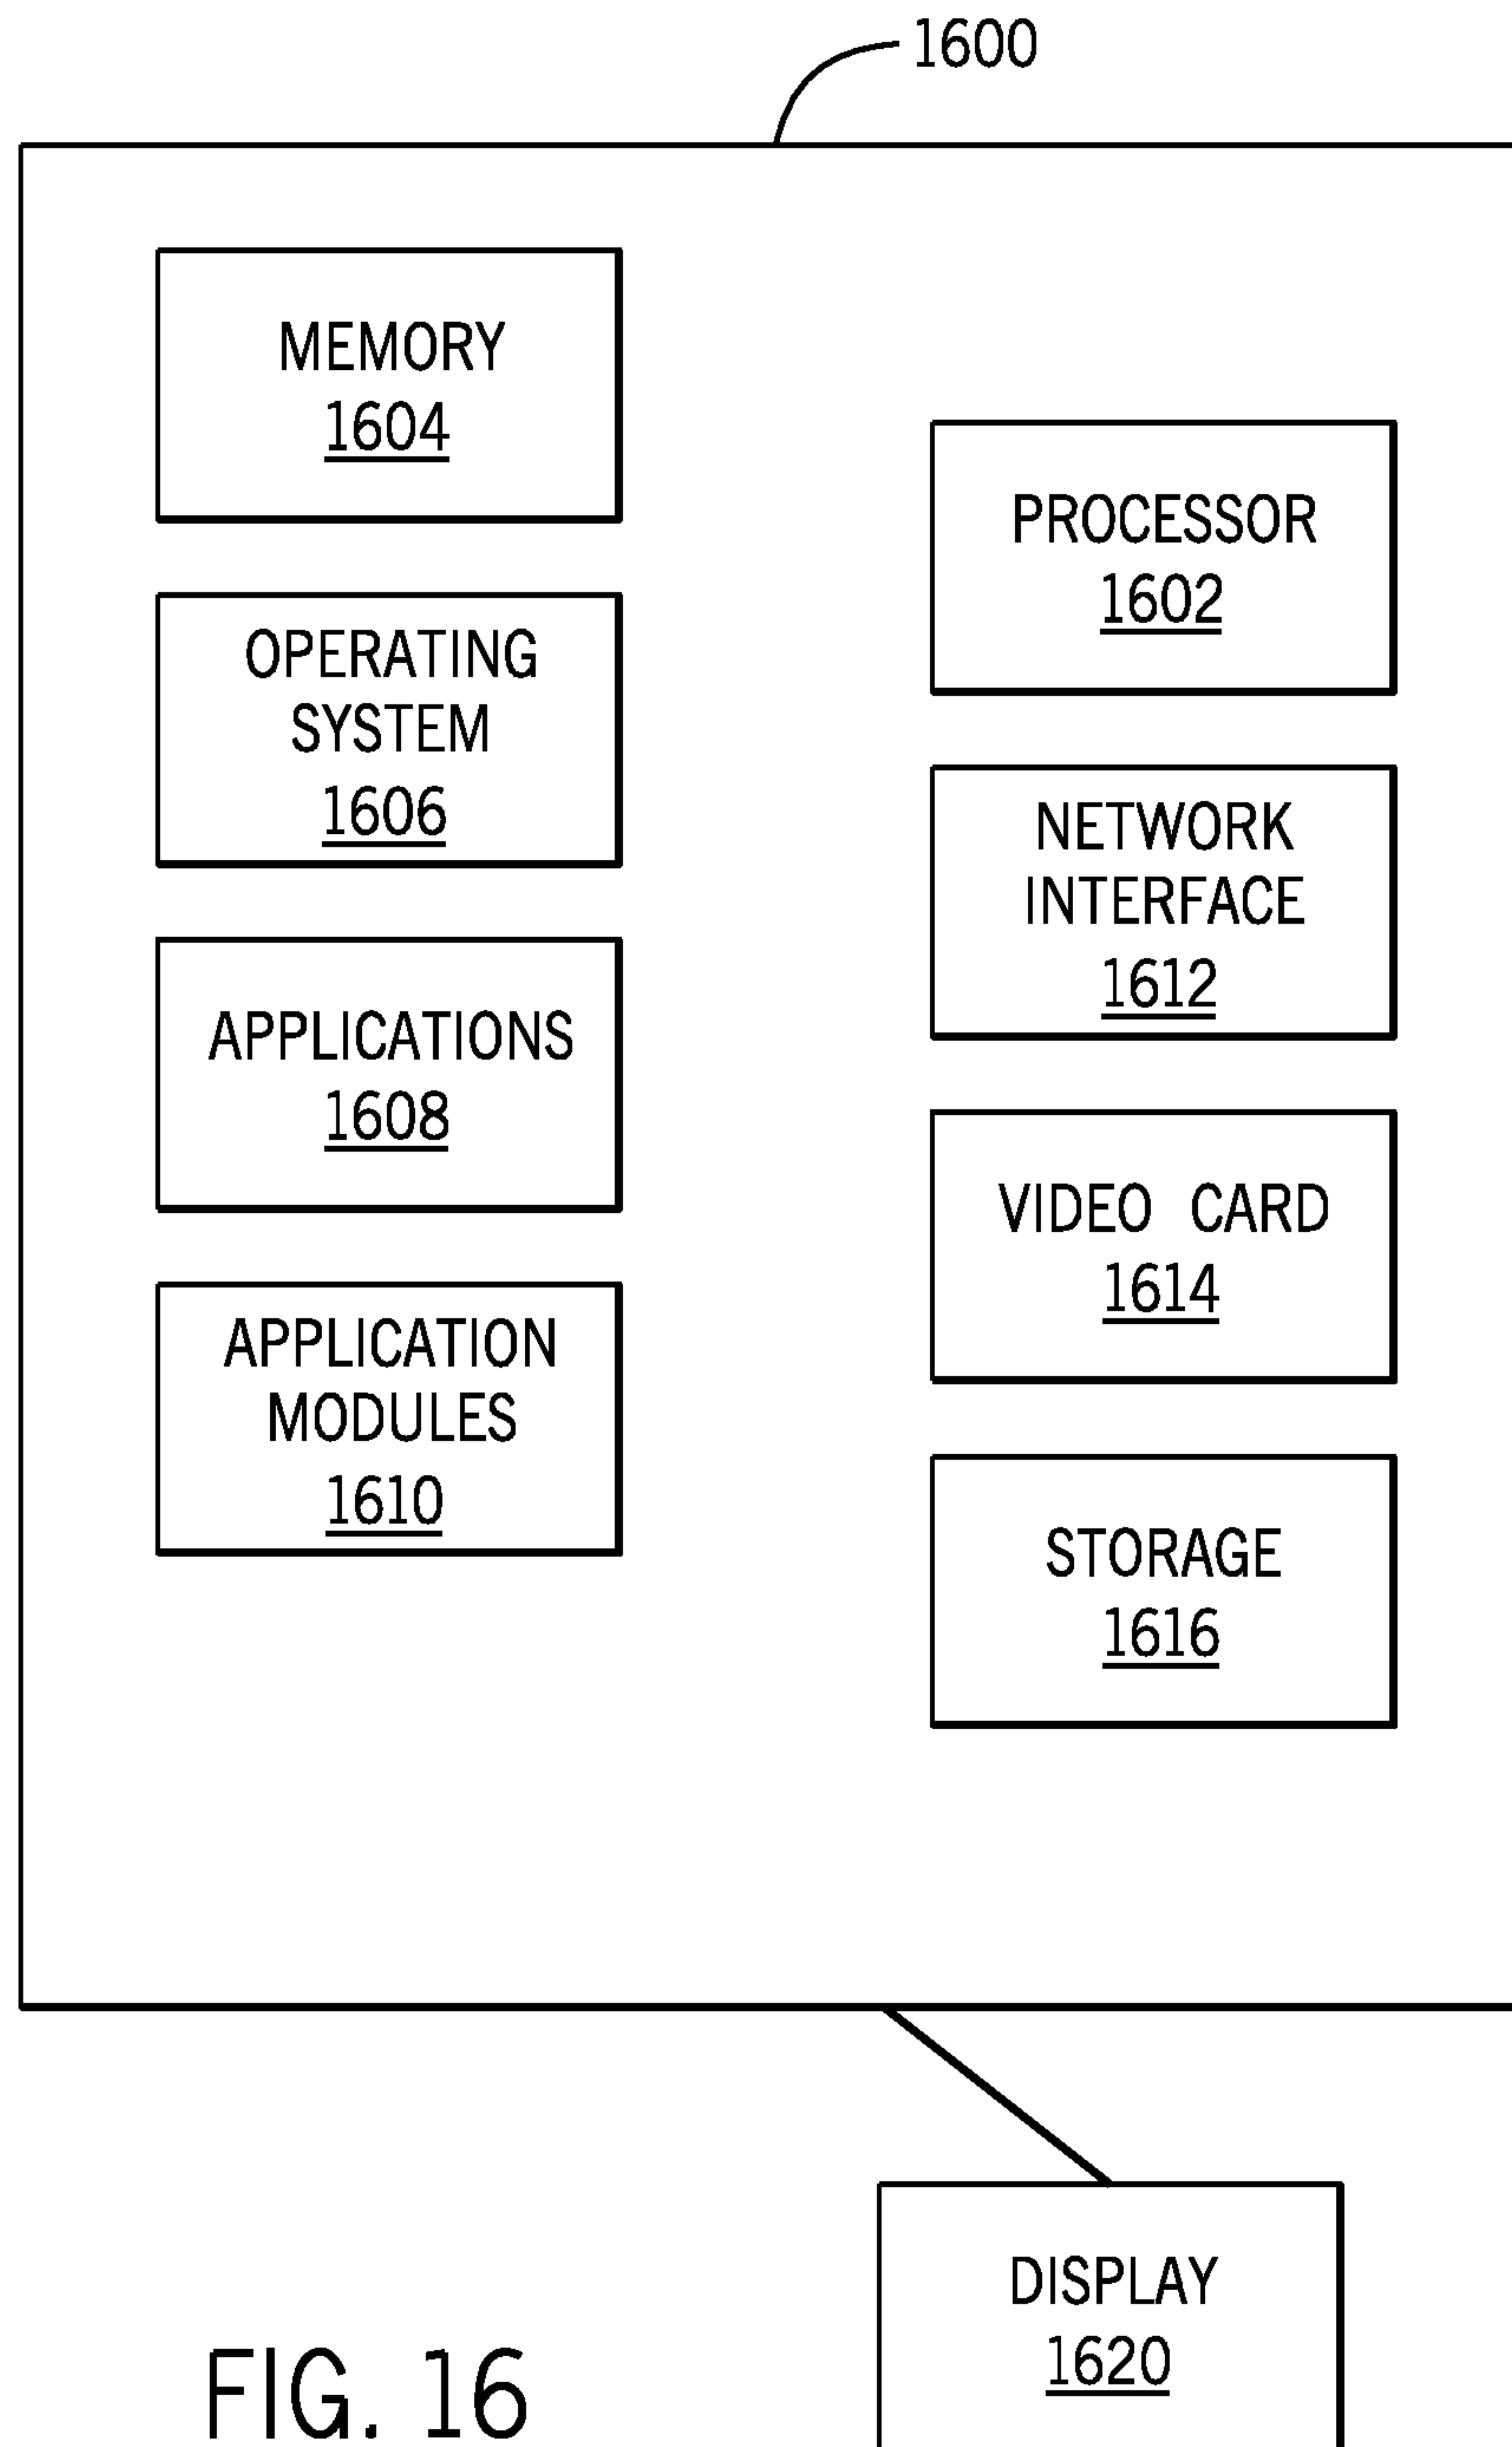 1600
MEMORY
1604
OPERATING
SYSTEM
1606
APPLICATIONS
1608
APPLICATION
MODULES
1610
PROCESSOR
1602
NETWORK
INTERFACE
1612
VIDEO CARD
1614
STORAGE
1616
DISPLAY
1620
FIG. 16